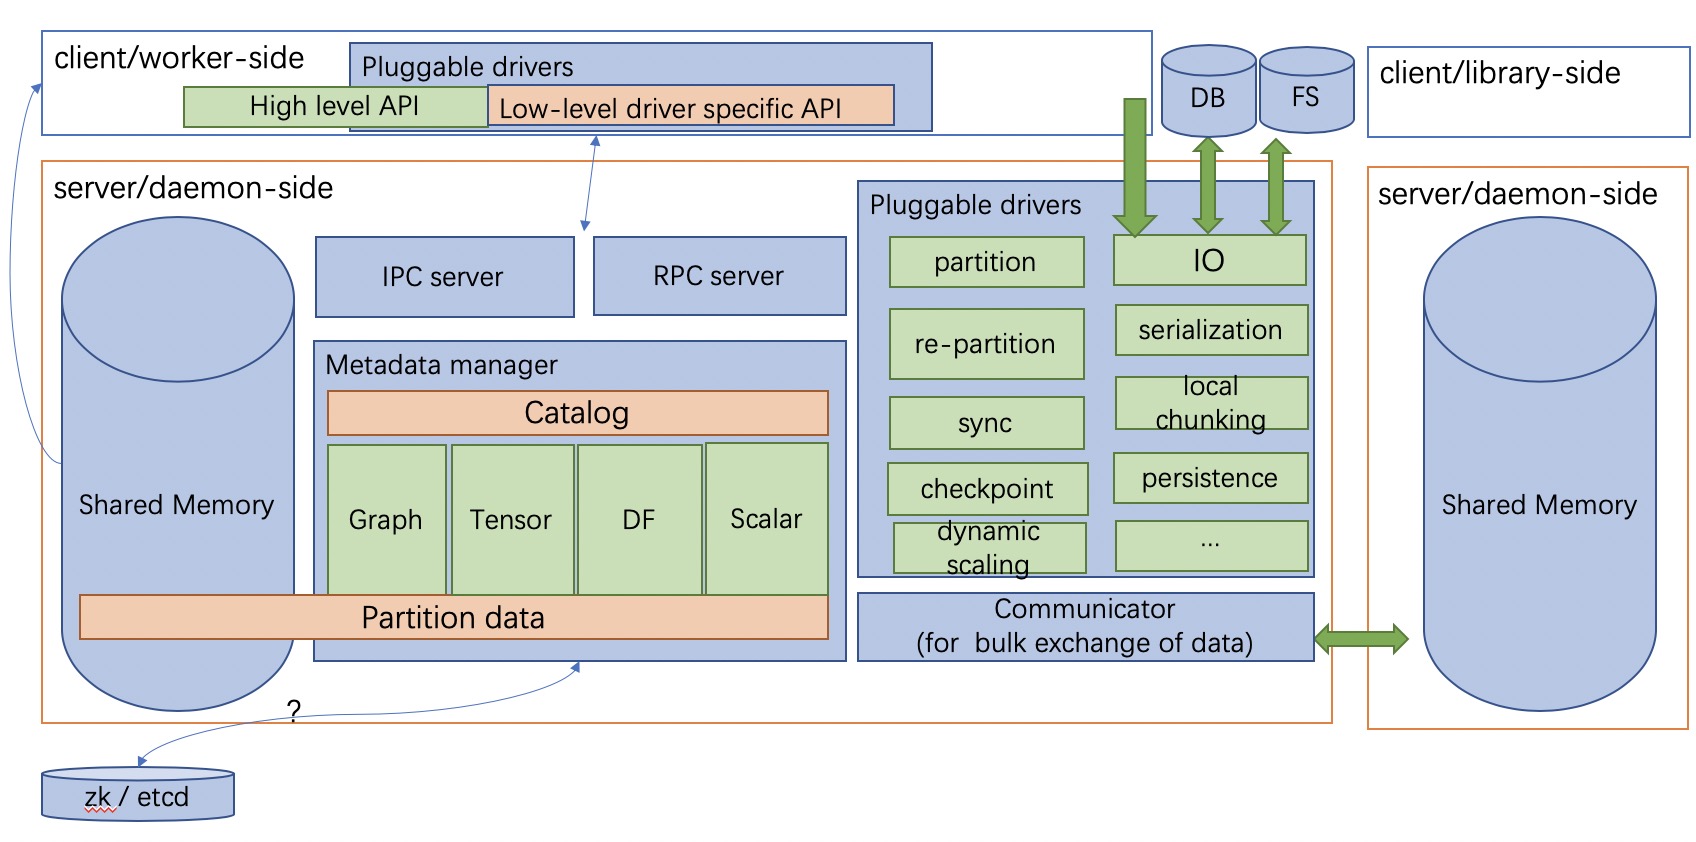 client/worker-side
Pluggable drivers
High level API
Low-level driver specific API
DB
FS
client/library-side
server/daemon-side
IPC server
RPC server
Metadata manager
Catalog
Graph
Tensor
DF
Scalar
Partition data
Shared Memory
Pluggable drivers
partition
IO
re-partition
serialization
sync
local
chunking
checkpoint
persistence
dynamic
scaling
...
Communicator
(for  bulk exchange of data)
server/daemon-side
Shared Memory
?
zk / etcd